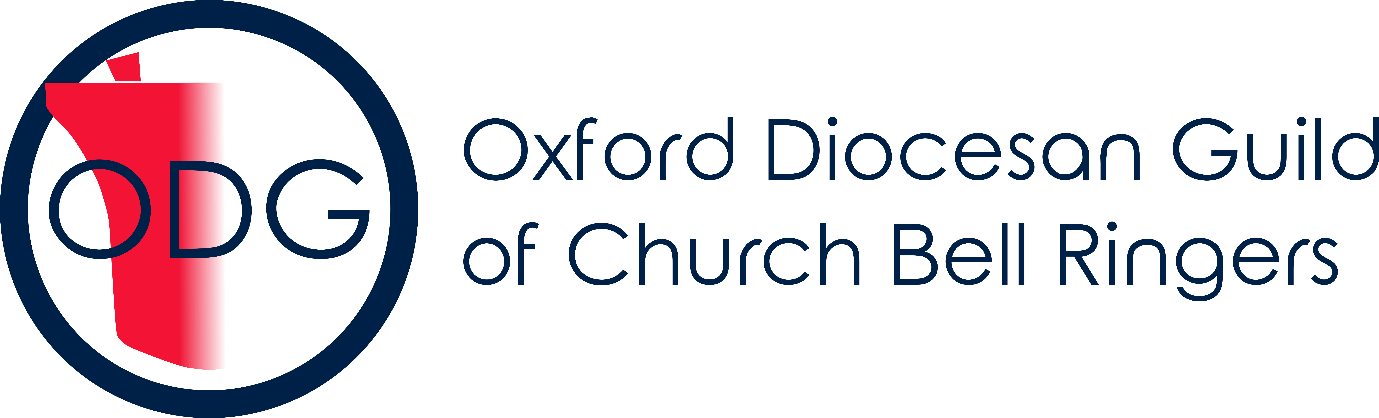 ODG
Oxford Diocesan Guild
of Church Bell Ringers